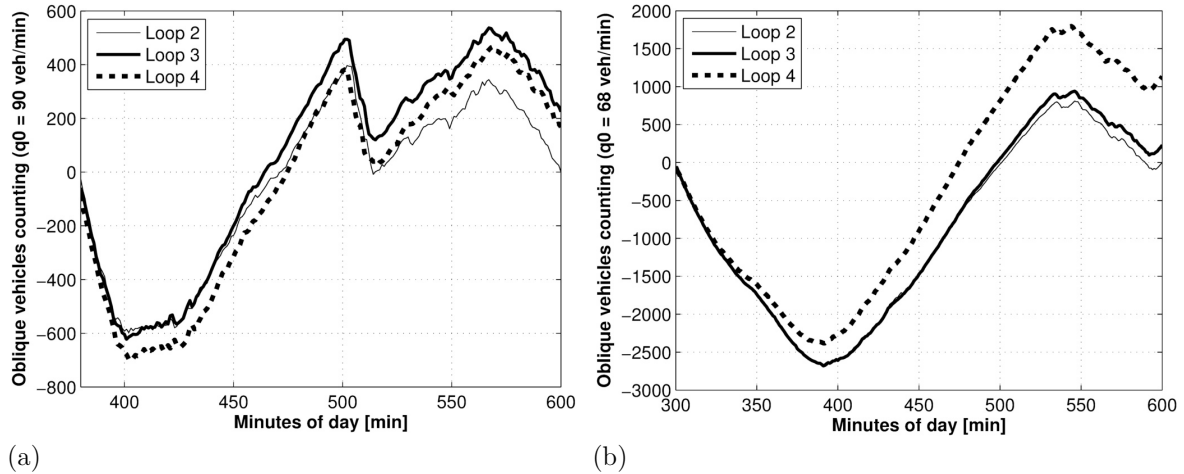 Oblique vehicles counting (q0 = 90 veh/min)
600
400
200
0
−200
−400
−600
−800
Loop 2
Loop 3
Loop 4
400
450
500
550
600
Minutes of day [min]
(a)
Oblique vehicles counting (q0 = 68 veh/min)
2000
1500
1000
500
0
−500
−1000
−1500
−2000
−2500
−3000
Loop 2
Loop 3
Loop 4
300
350
400
450
500
550
600
Minutes of day [min]
(b)